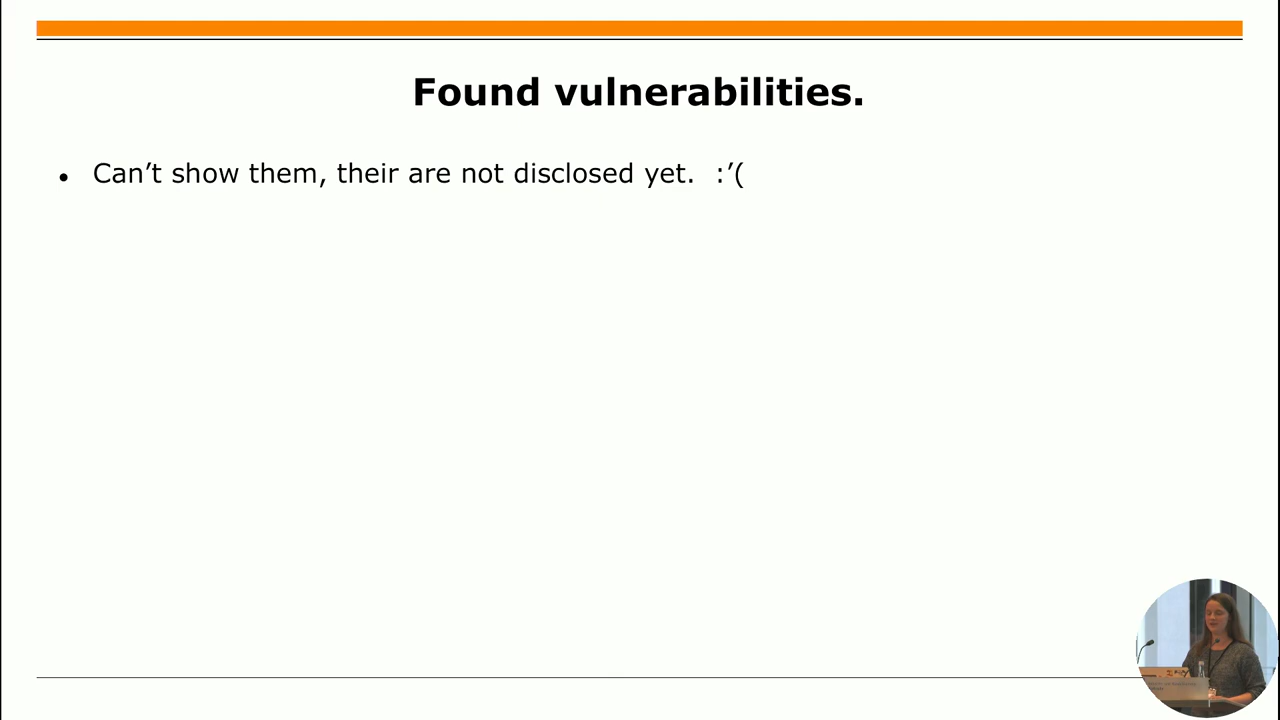 Found vulnerabilities.
• Can’t show them, their are not disclosed yet.  :’(